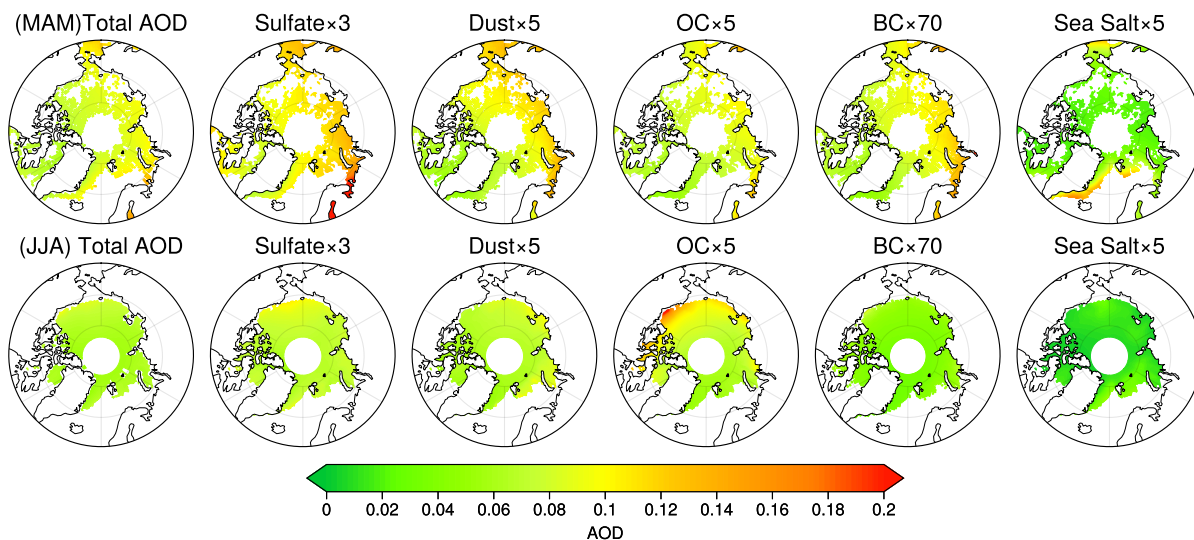 (MAM)Total AOD
Sulfate×3
Dust×5
OC×5
BC×70
Sea Salt×5
(JJA) Total AOD
Sulfate×3
Dust×5
OC×5
BC×70
Sea Salt×5
0 0.02 0.04 0.06 0.08 0.1 0.12 0.14 0.16 0.18 0.2
AOD